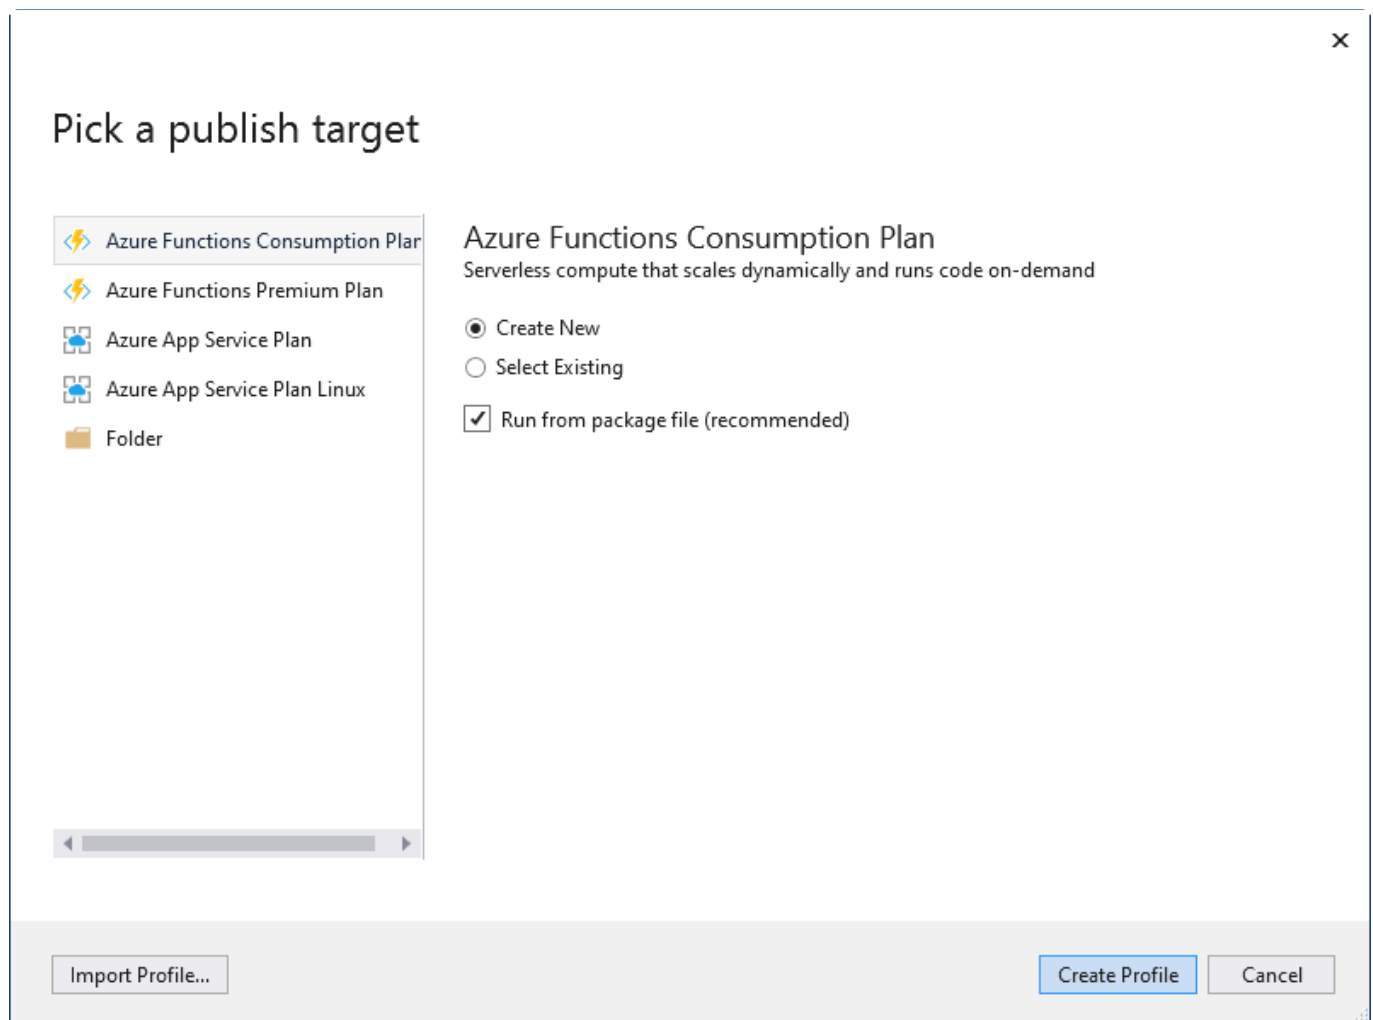 Pick a publish target
Azure Functions Consumption Plan
Azure Functions Premium Plan
Azure App Service Plan
Azure App Service Plan Linux
Folder
Azure Functions Consumption Plan
Serverless compute that scales dynamically and runs code on-demand
Create New
Select Existing
Run from package file (recommended)
Import Profile...
Create Profile
Cancel